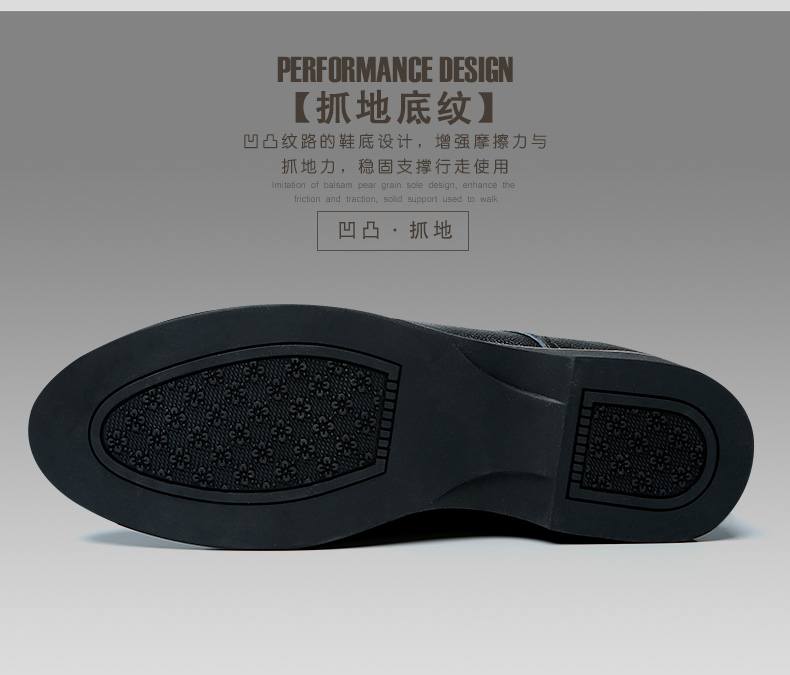 PERFORMANCE DESIGN
【抓地底纹】
凹凸纹路的鞋底设计，增强摩擦力与
抓地力，稳固支撑行走使用
Imitation of balsam pear grain sole design, enhance the
friction and traction, solid support used to walk
凹凸·抓地